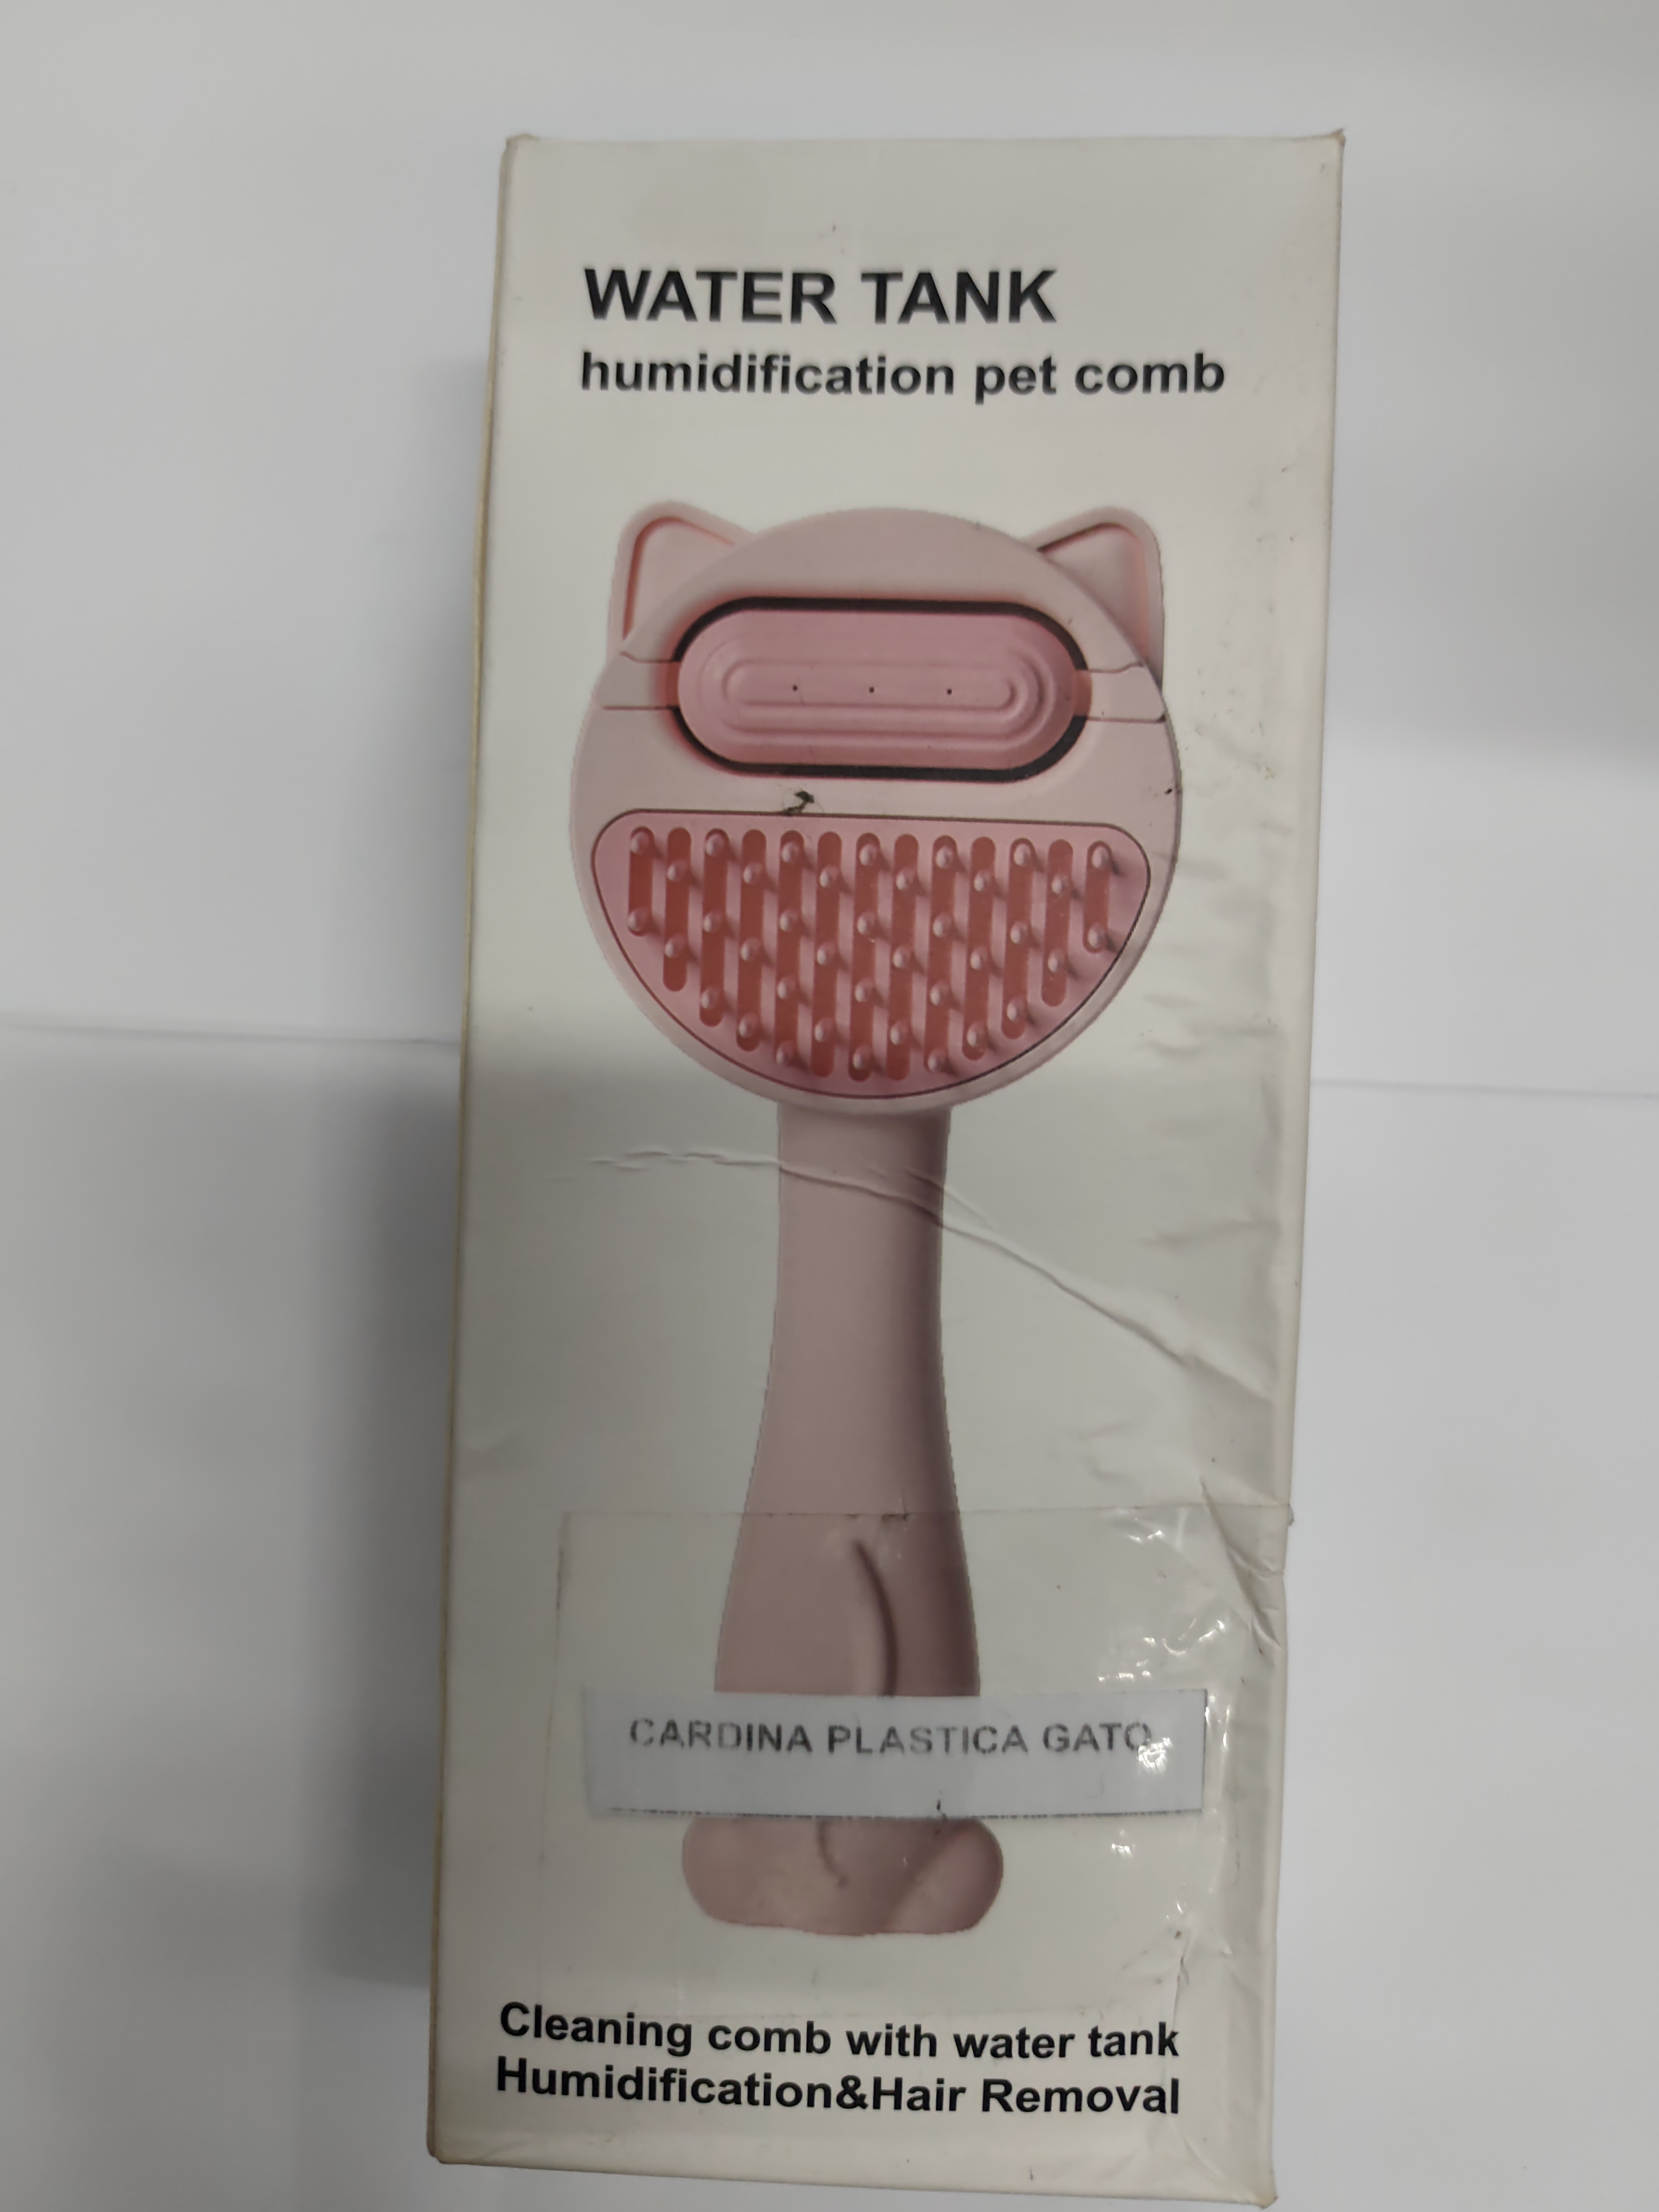 WATER TANK
humidification pet comb
CARDINA PLASTICA GATO
Cleaning comb with water tank
Humidification&Hair Removal